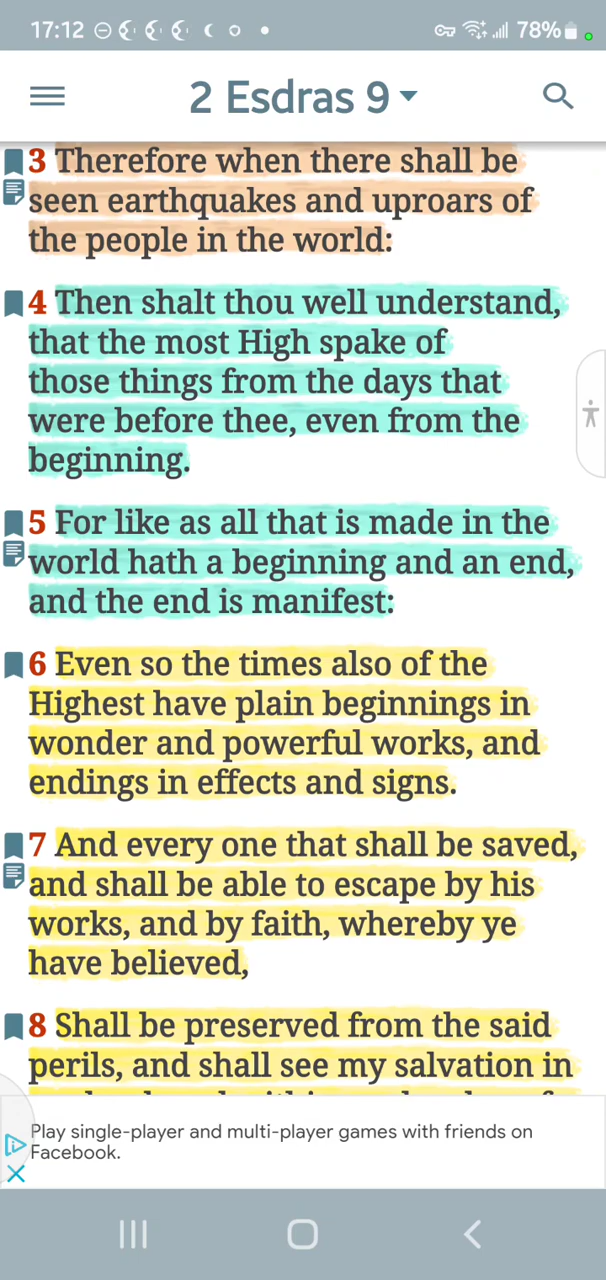 17:12
78%
2 Esdras 9
3 Therefore when there shall be
seen earthquakes and uproars of
the people in the world:
4 Then shalt thou well understand,
that the most High spake of
those things from the days that
were before thee, even from the
beginning.
5 For like as all that is made in the
world hath a beginning and an end,
and the end is manifest:
6 Even so the times also of the
Highest have plain beginnings in
wonder and powerful works, and
endings in effects and signs.
7 And every one that shall be saved,
and shall be able to escape by his
works, and by faith, whereby ye
have believed,
8 Shall be preserved from the said
perils, and shall see my salvation in
Play single-player and multi-player games with friends on
Facebook.